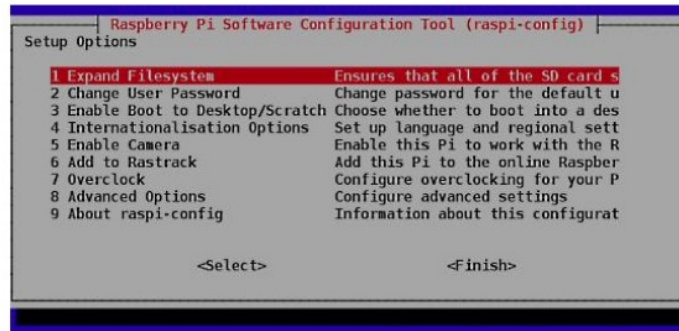 Raspberry Pi Software Configuration Tool (raspi-config)
Setup Options
1 Expand Filesystem Ensures that all of the SD card s
2 Change User Password Change password for the default u
3 Enable Boot to Desktop/Scratch Choose whether to boot into a des
4 Internationalisation Options Set up language and regional sett
5 Enable Camera Enable this Pi to work with the R
6 Add to Rastrack Add this Pi to the online Raspber
7 Overclock Configure overclocking for your P
8 Advanced Options Configure advanced settings
9 About raspi-config Information about this configurat
<Select> <Finish>